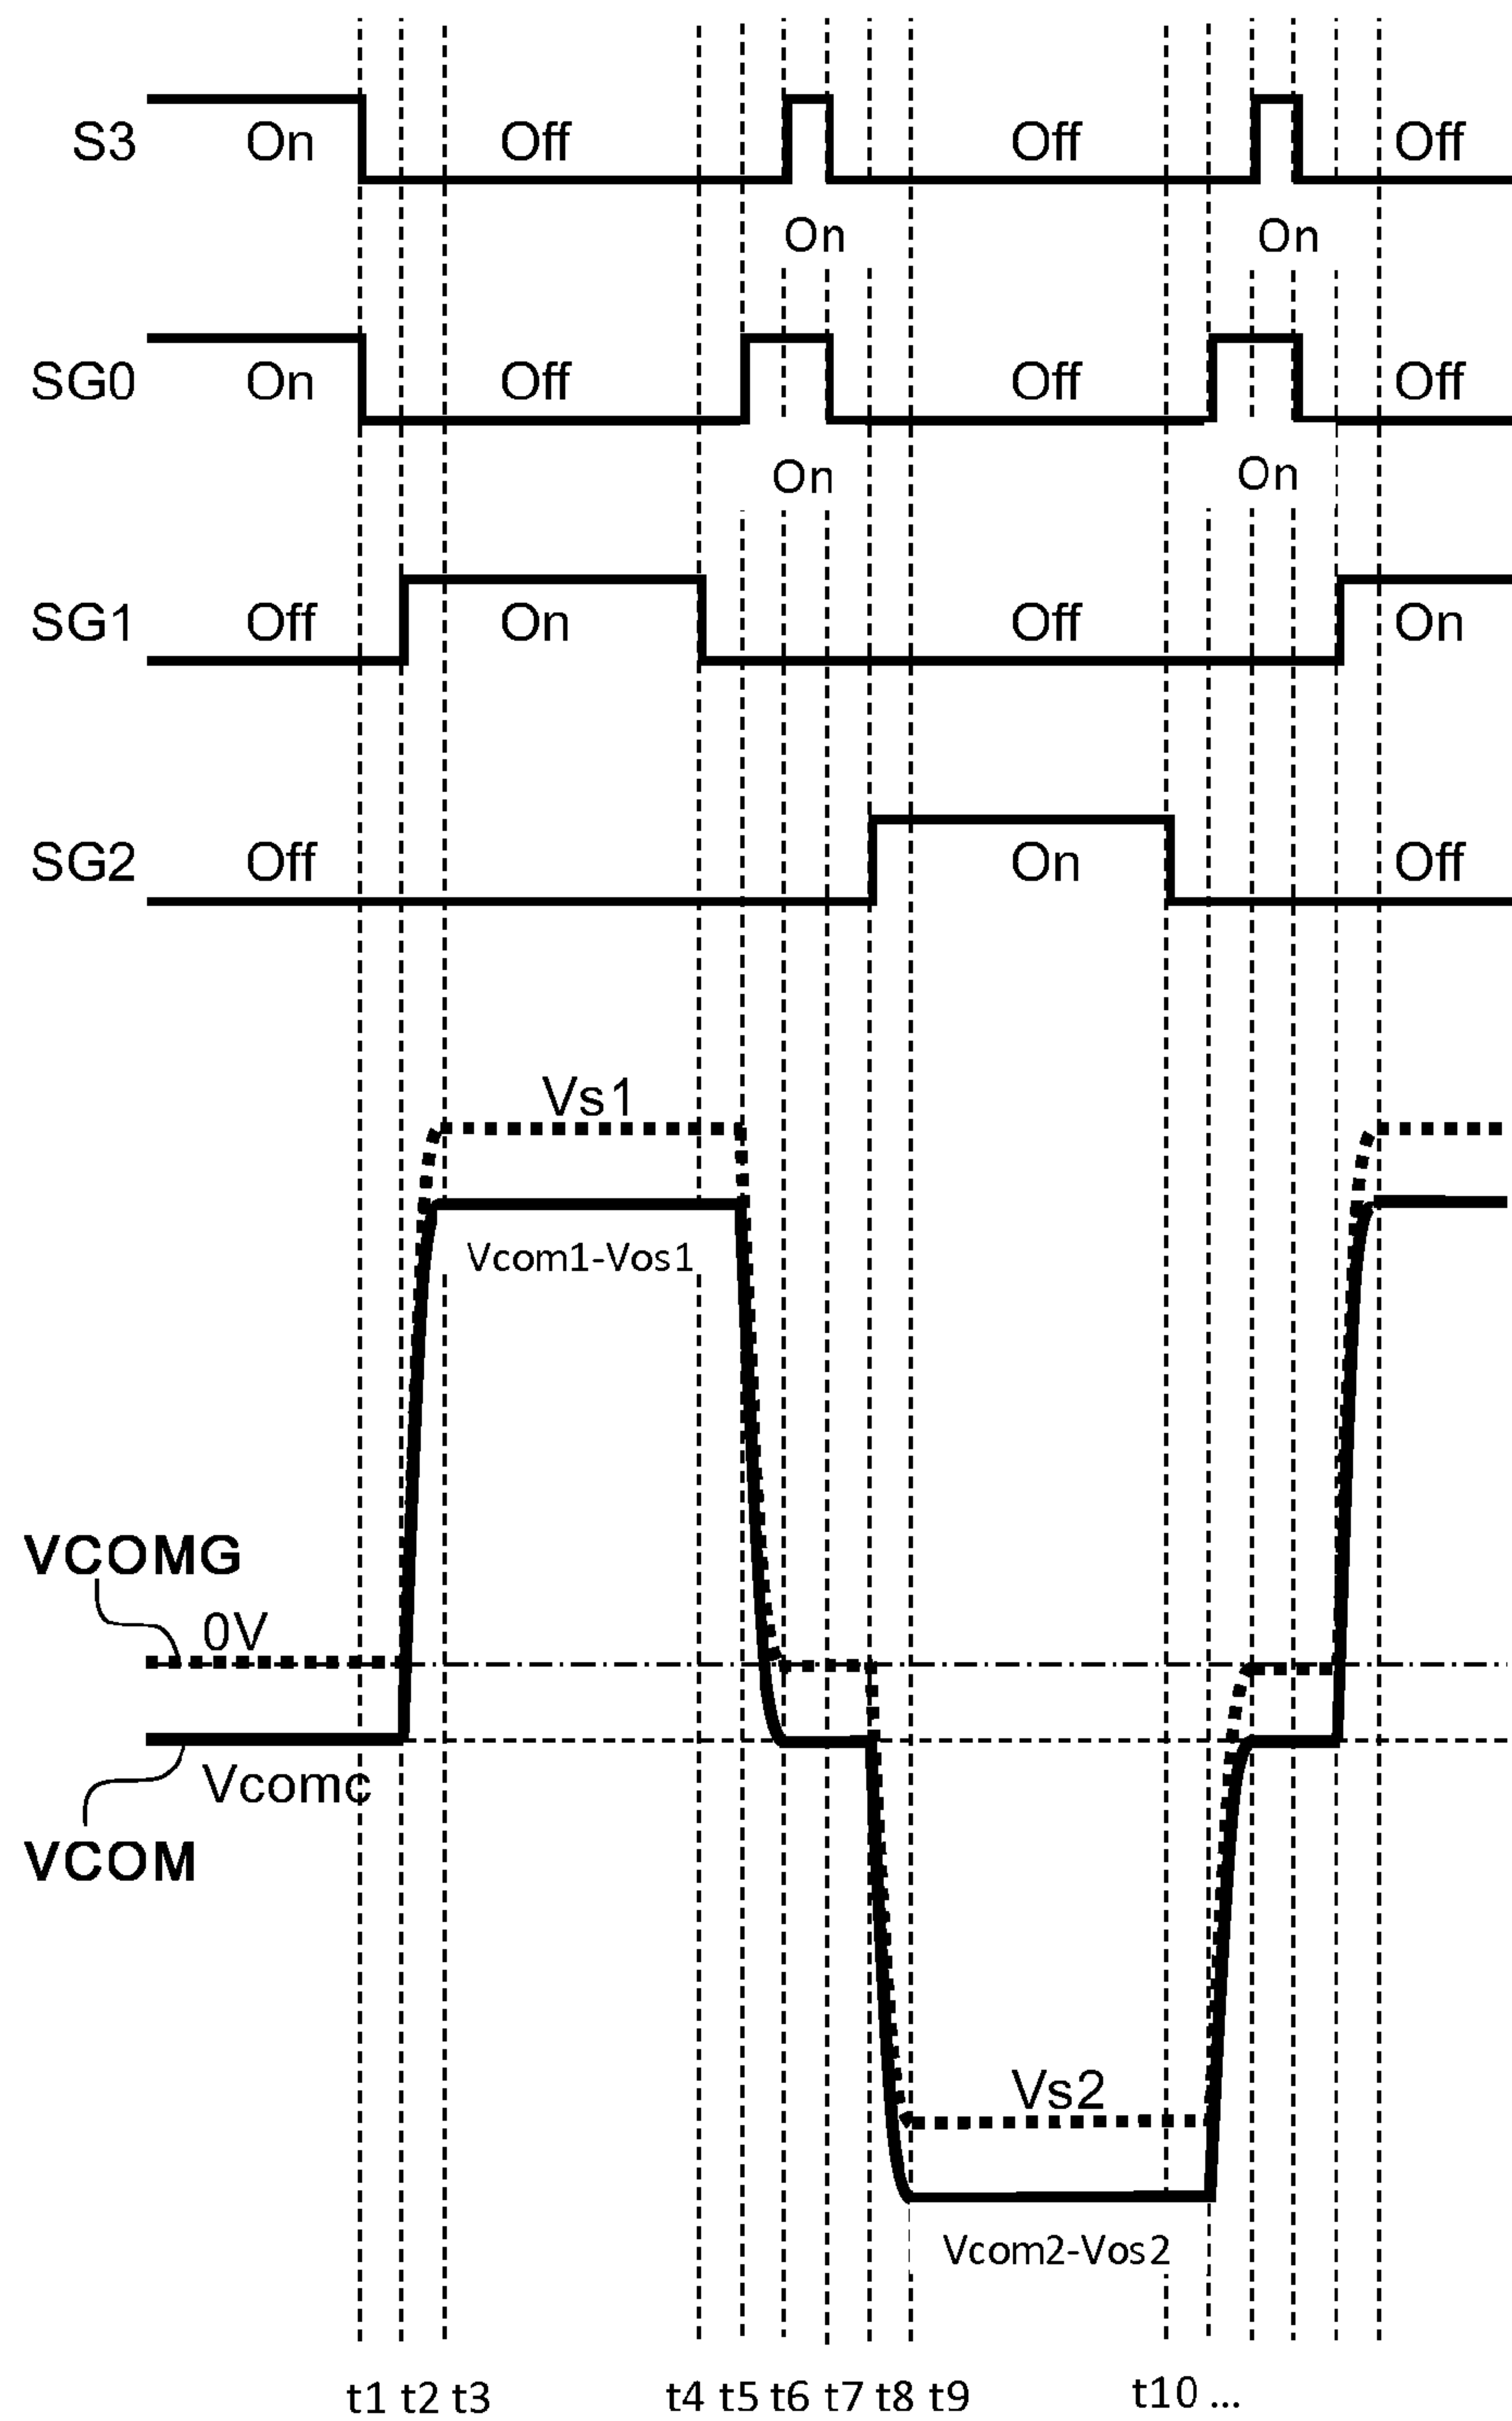 S3 On Off Off Off
On On
SG0 On Off Off Off
On On
SG1 Off On Off On
SG2 Off On Off
Vs1
Vcom1-Vos1
VCOMG
0V
Vcomc
VCOM
Vs2
Vcom2-Vos2
t1 t2 t3 t4 t5 t6 t7 t8 t9 t10 ...